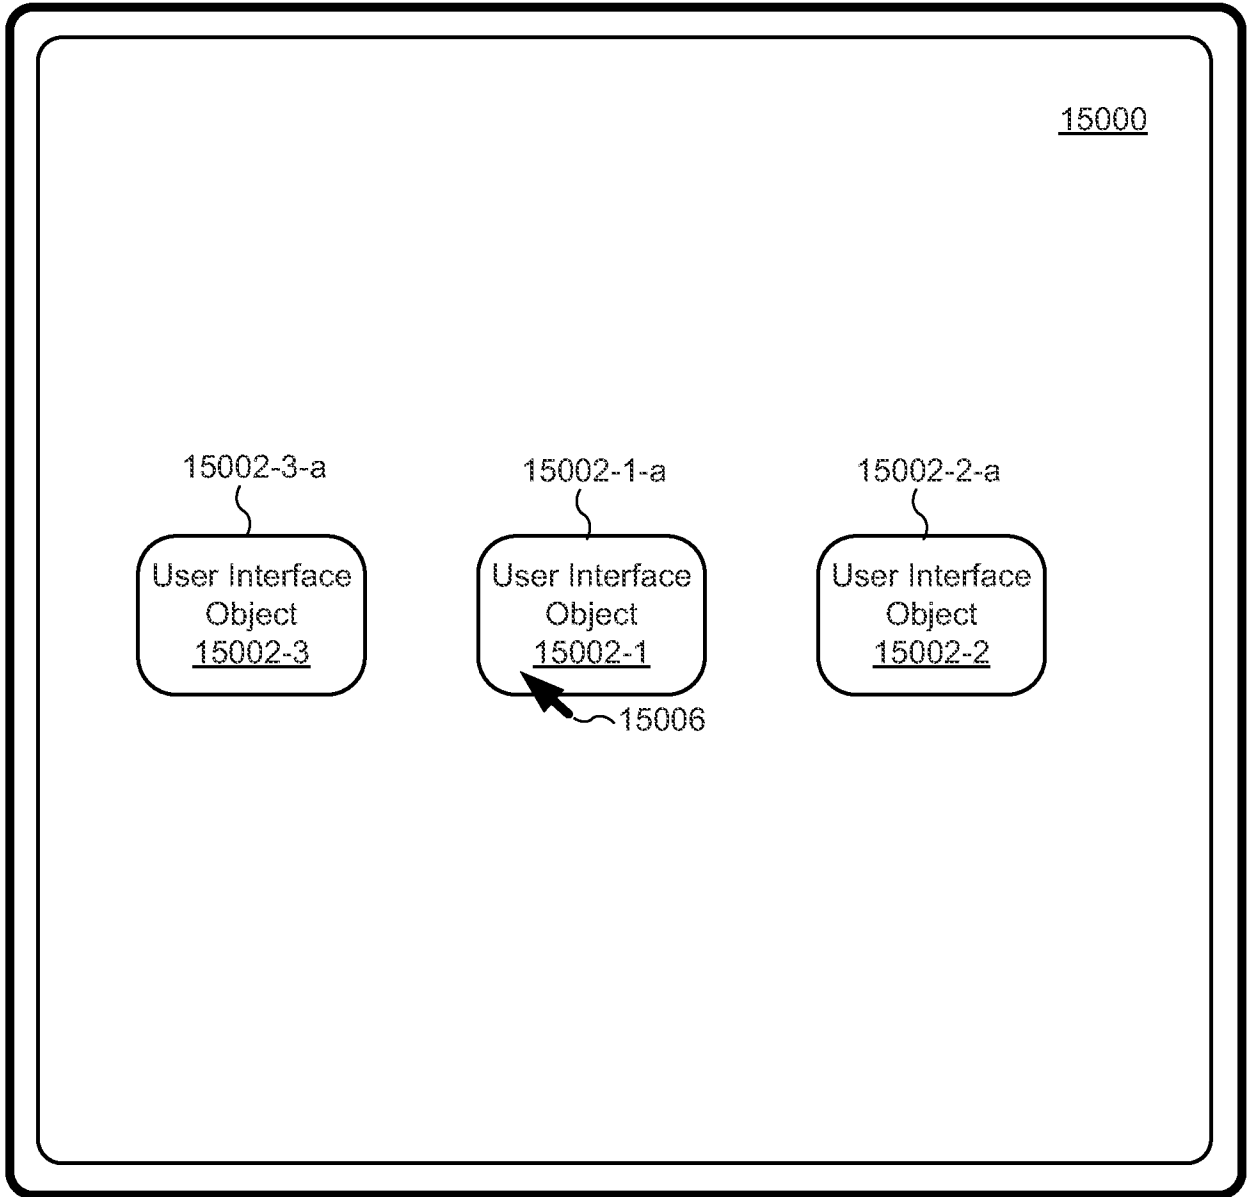 15000
15002-3-a
15002-1-a
15002-2-a
User Interface
Object
15002-3
User Interface
Object
15002-1
User Interface
Object
15002-2
15006